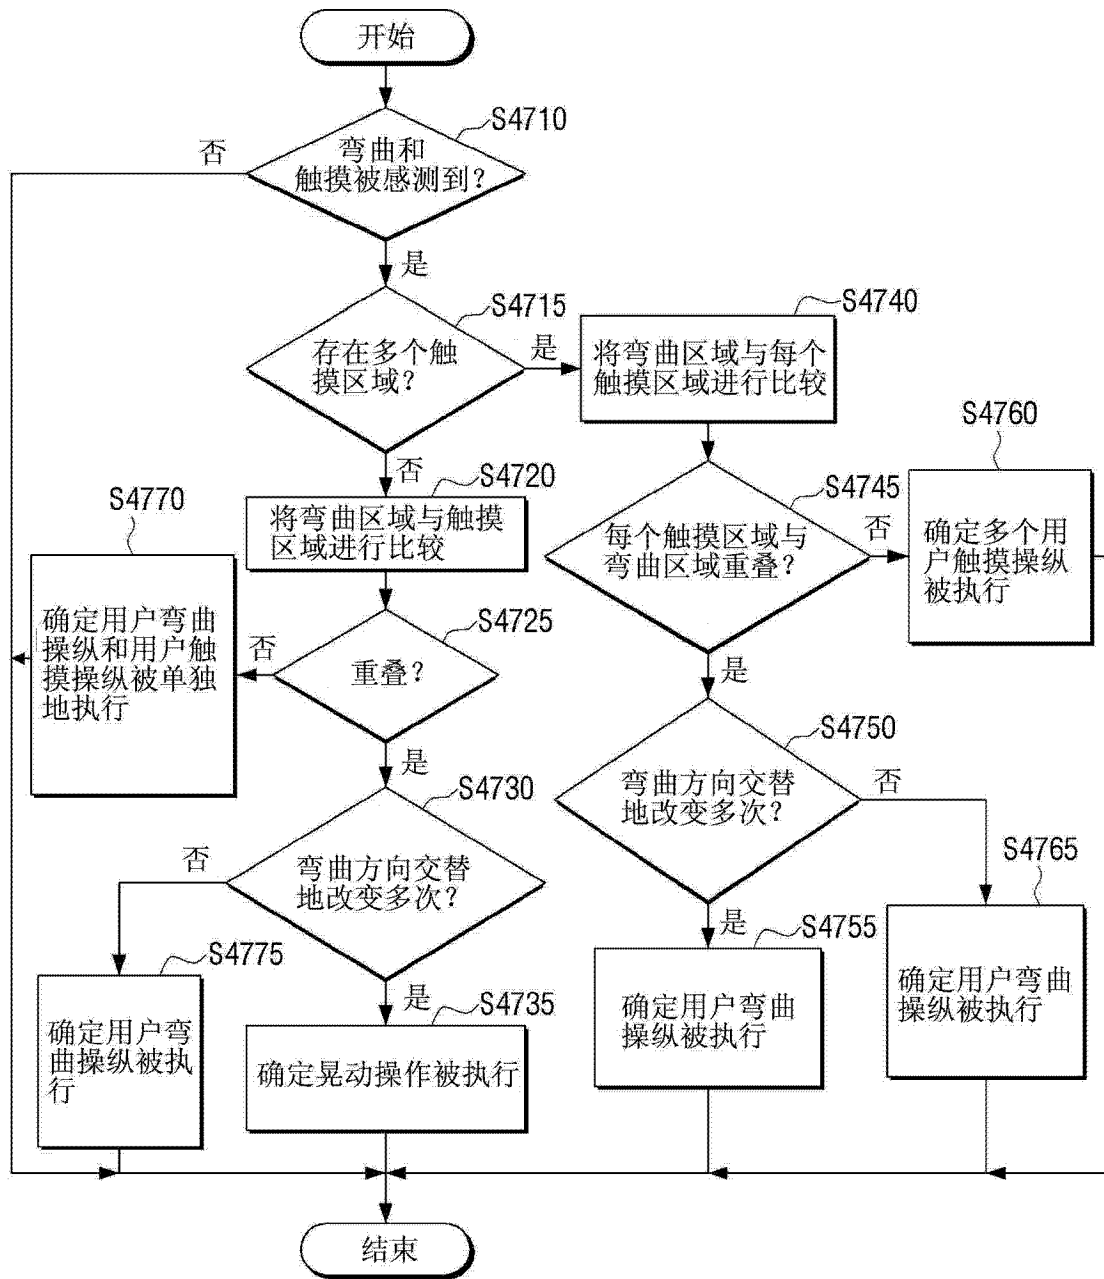 开始
S4710
弯曲和
触摸被感测到？
否
是
S4715
存在多个触
摸区域？
是
S4740
将弯曲区域与每个
触摸区域进行比较
否
S4720
将弯曲区域与触摸
区域进行比较
S4745
每个触摸区域与
弯曲区域重叠？
否
S4760
确定多个用
户触摸操纵
被执行
S4770
确定用户弯曲
操纵和用户触
摸操纵被单独
地执行
否
S4725
重叠？
是
是
S4730
弯曲方向交替
地改变多次？
否
S4750
弯曲方向交替
地改变多次？
否
S4765
确定用户弯曲
操纵被执行
是
S4755
确定用户弯曲
操纵被执行
S4775
确定用户弯
曲操纵被执
行
是
S4735
确定晃动操作被执行
结束